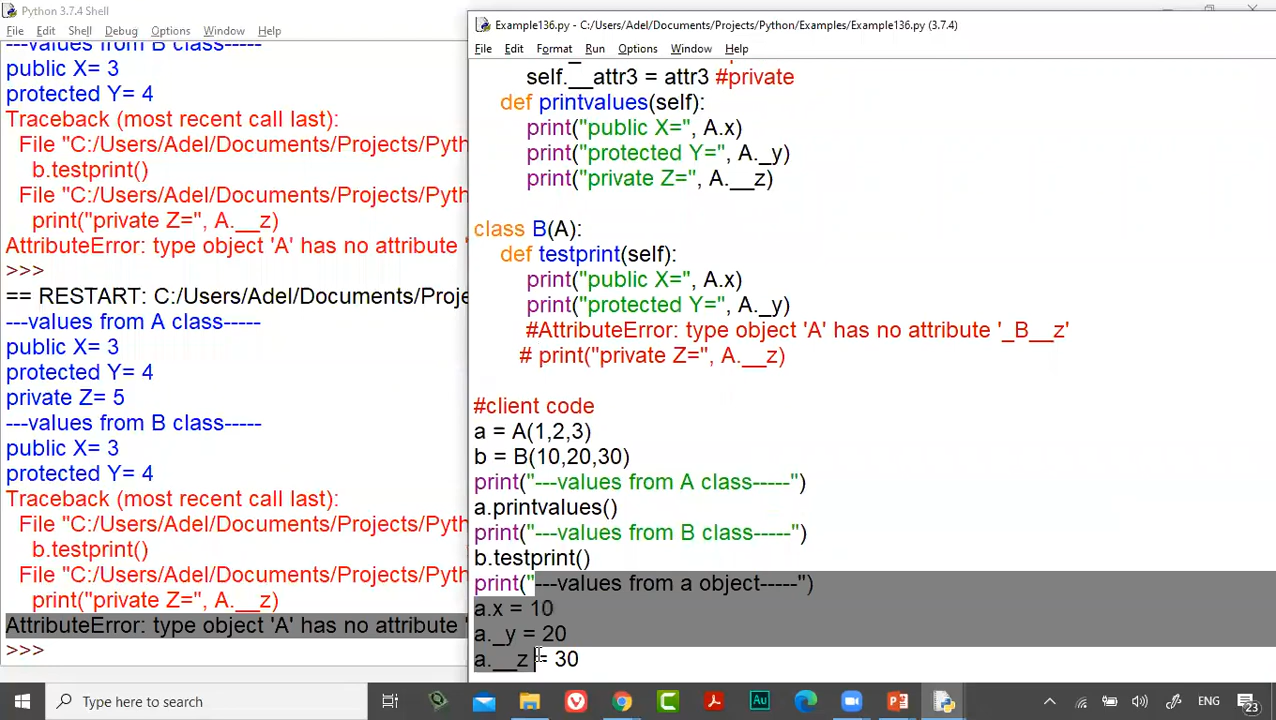 Python 3.7.4 Shell
File Edit Shell Debug Options Window Help
---values from B class-----
public X= 3
protected Y= 4
Traceback (most recent call last):
File "C:/Users/Adel/Documents/Projects/Pyth
b.testprint()
File "C:/Users/Adel/Documents/Projects/Pyth
print("private Z=", A.__z)
AttributeError: type object 'A' has no attribute '
>>>
== RESTART: C:/Users/Adel/Documents/Proje
---values from A class-----
public X= 3
protected Y= 4
private Z= 5
---values from B class-----
public X= 3
protected Y= 4
Traceback (most recent call last):
File "C:/Users/Adel/Documents/Projects/Pyth
b.testprint()
File "C:/Users/Adel/Documents/Projects/Pyth
print("private Z=", A.__z)
AttributeError: type object 'A' has no attribute '
>>>
Example136.py - C:/Users/Adel/Documents/Projects/Python/Examples/Example136.py (3.7.4)
File Edit Format Run Options Window Help
self.__attr3 = attr3 #private
def printvalues(self):
print("public X=", A.x)
print("protected Y=", A._y)
print("private Z=", A.__z)
class B(A):
def testprint(self):
print("public X=", A.x)
print("protected Y=", A._y)
#AttributeError: type object 'A' has no attribute '_B__z'
# print("private Z=", A.__z)
#client code
a = A(1,2,3)
b = B(10,20,30)
print("---values from A class-----")
a.printvalues()
print("---values from B class-----")
b.testprint()
print("---values from a object-----")
a.x = 10
a._y = 20
a.__z = 30
Type here to search
Au
ENG
23